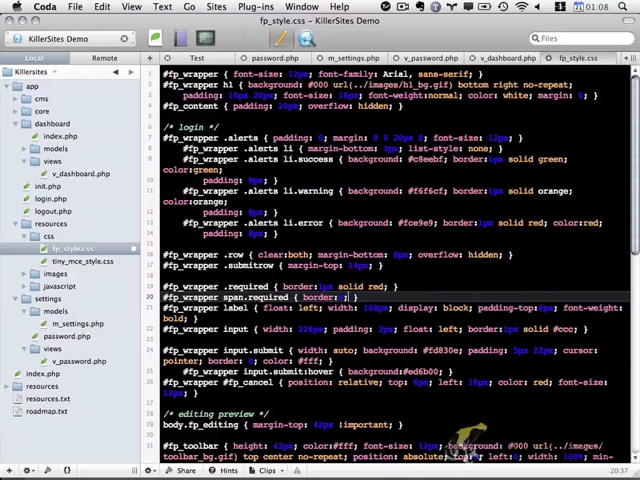 Coda File Edit View Text Sites Plug-ins Window Help 01:08
fp_style.css — KillerSites Demo
KillerSites Demo
Files
Local Remote
password.php m_settings.php v_password.php v_dashboard.php fp_style.css
Killersites
app
cms
core
dashboard
index.php
models
views
v_dashboard.php
init.php
login.php
logout.php
resources
css
fp_style.css
tiny_mce_style.css
images
javascript
settings
models
m_settings.php
password.php
views
v_password.php
index.php
resources
resources.txt
roadmap.txt
1 #fp_wrapper { font-size: 12px; font-family: Arial, sans-serif; }
2 #fp_wrapper h1 { background: #000 url(../images/hl_bg.gif) bottom right no-repeat;
padding: 18px 20px; font-size: 18px; font-weight:normal; color: white; margin: 0; }
#fp_content { padding: 20px; overflow: hidden; }
/* login */
#fp_wrapper .alerts { padding: 0; margin: 0 0 20px 0; font-size: 12px; }
#fp_wrapper .alerts li { margin-bottom: 3px; list-style: none; }
#fp_wrapper .alerts li.success { background: #c8eebf; border:1px solid green;
color:green;
padding: 8px; }
#fp_wrapper .alerts li.warning { background: #f6f6cf; border:1px solid orange;
color:orange;
padding: 8px; }
#fp_wrapper .alerts li.error { background: #fce9e9; border:1px solid red; color:red;
padding: 8px; }
#fp_wrapper .row { clear:both; margin-bottom: 6px; overflow: hidden; }
#fp_wrapper .submitrow { margin-top: 14px; }
19 #fp_wrapper .required { border:1px solid red; }
20 #fp_wrapper span.required { border:0; }
21 #fp_wrapper label { float: left; width: 100px; display: block; padding-top:6px; font-weight:
bold; }
22 #fp_wrapper input { width: 226px; padding: 3px; float: left; border:1px solid #ccc; }
#fp_wrapper input.submit { width: auto; background: #fd830e; padding: 5px 22px; cursor:
pointer; border: 0; color: #fff; }
#fp_wrapper input.submit:hover { background:#ed6b00; }
#fp_wrapper #fp_cancel { position: relative; top: 6px; left: 10px; color: red; font-size:
12px; }
/* editing preview */
body.fp_editing { margin-top: 42px !important; }
#fp_toolbar { height: 42px; color:#fff; font-size: 12px; background: #000 url(../images/
toolbar_bg.gif) top center no-repeat; position: absolute; top: left:0; width: 100%; min-
Share Hints Clips 20:37